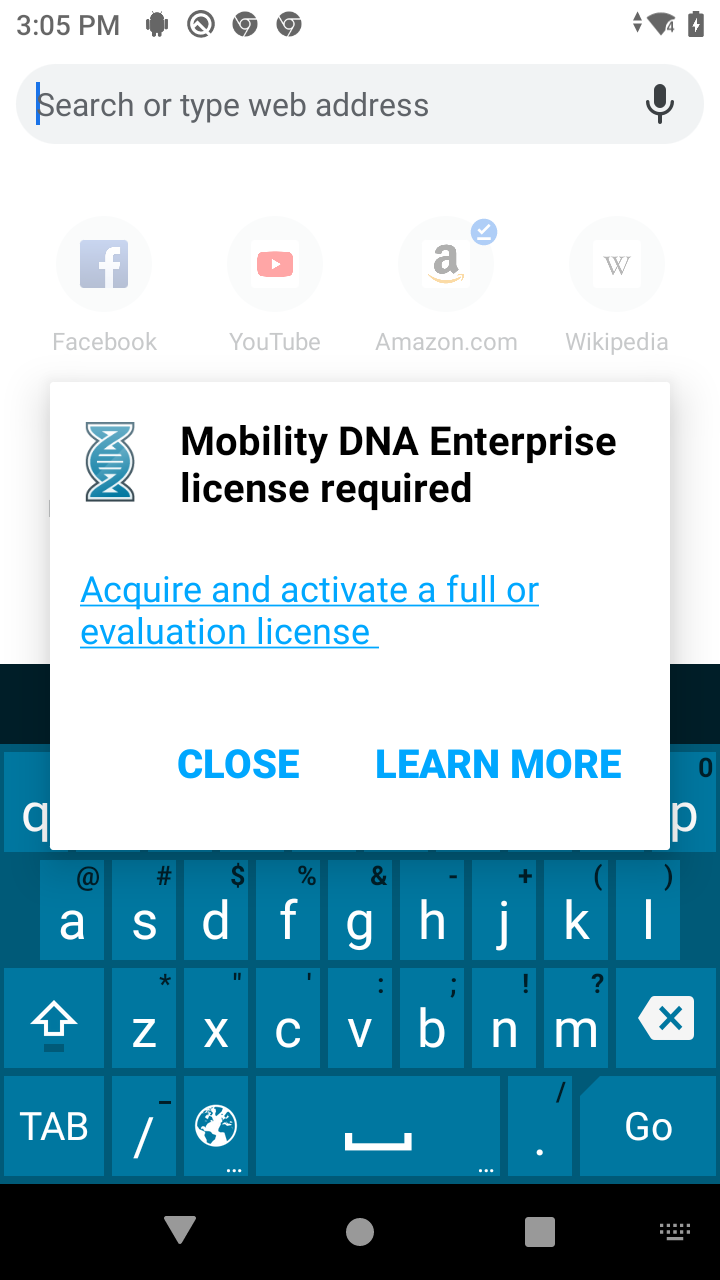 3:05 PM
4
Search or type web address
a
W
Facebook YouTube Amazon.com Wikipedia
Mobility DNA Enterprise
license required
Acquire and activate a full or
evaluation license
CLOSE LEARN MORE
0
q p
@ # $ % & - + ( )
a s d f g h j k l
* " ' : ; ! ?
z x c v b n m
_ /
TAB / . Go
... ...